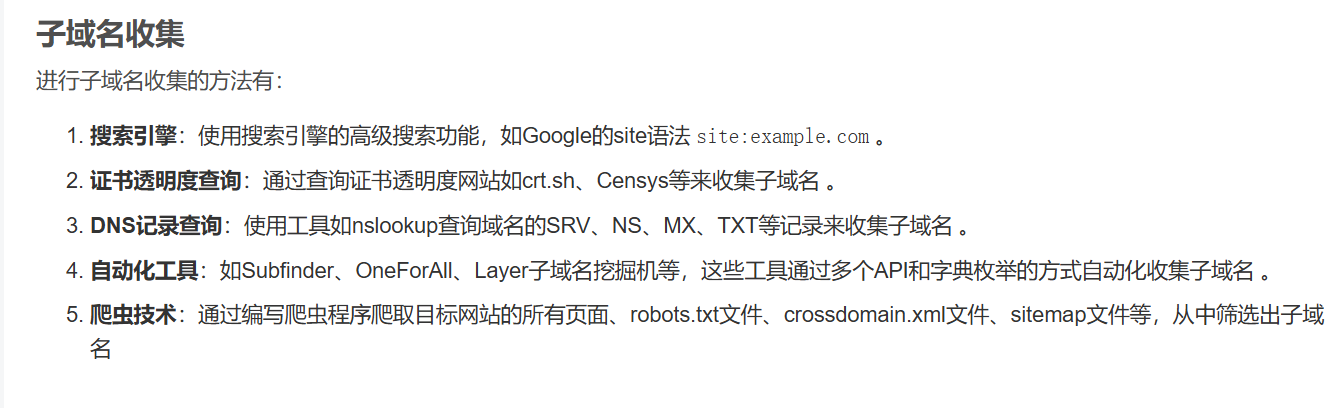 子域名收集
进行子域名收集的方法有：
1. 搜索引擎：使用搜索引擎的高级搜索功能，如Google的site语法 site:example.com 。
2. 证书透明度查询：通过查询证书透明度网站如crt.sh、Censys等来收集子域名 。
3. DNS记录查询：使用工具如nslookup查询域名的SRV、NS、MX、TXT等记录来收集子域名 。
4. 自动化工具：如Subfinder、OneForAll、Layer子域名挖掘机等，这些工具通过多个API和字典枚举的方式自动化收集子域名 。
5. 爬虫技术：通过编写爬虫程序爬取目标网站的所有页面、robots.txt文件、crossdomain.xml文件、sitemap文件等，从中筛选出子域
名